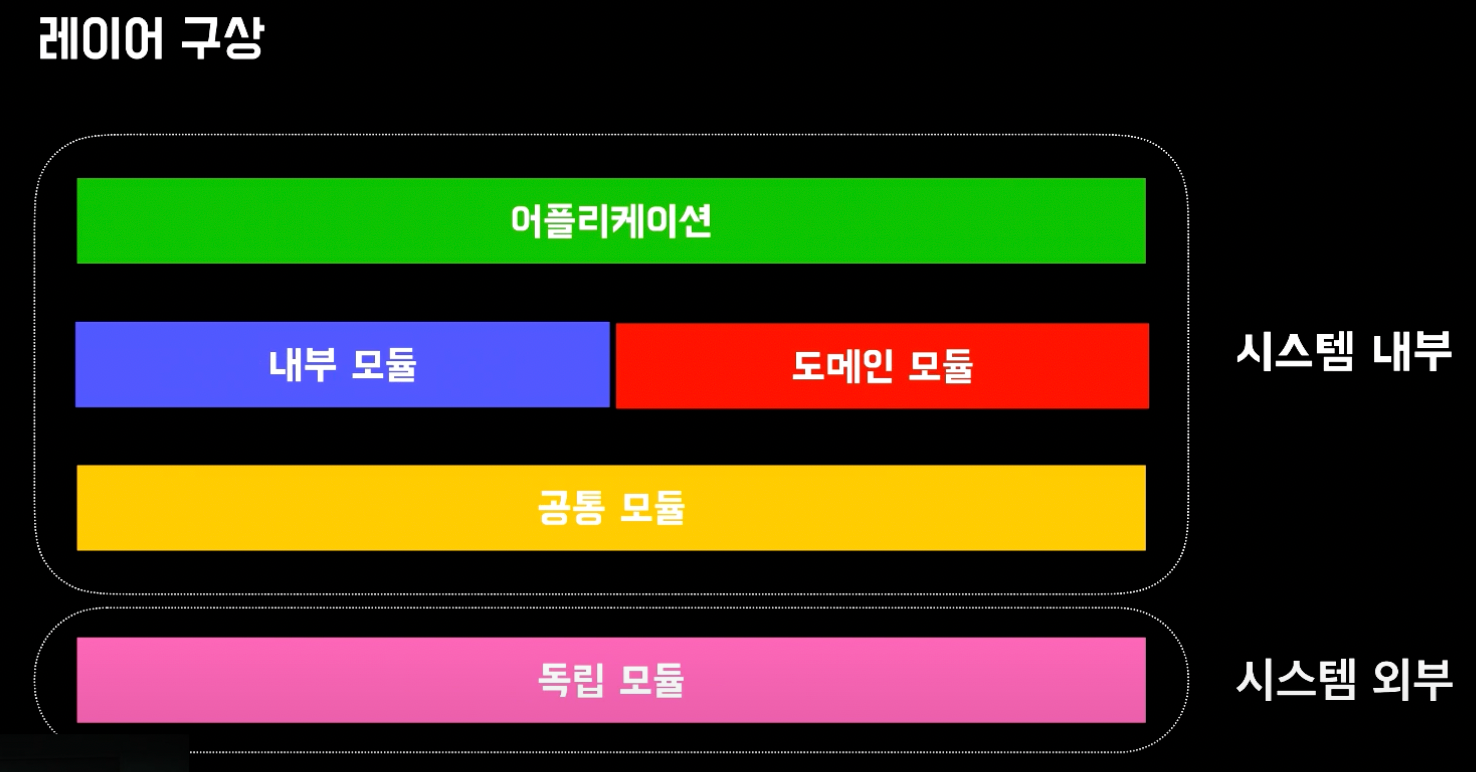 레이어 구상
어플리케이션
내부 모듈
도메인 모듈
시스템 내부
공통 모듈
독립 모듈
시스템 외부